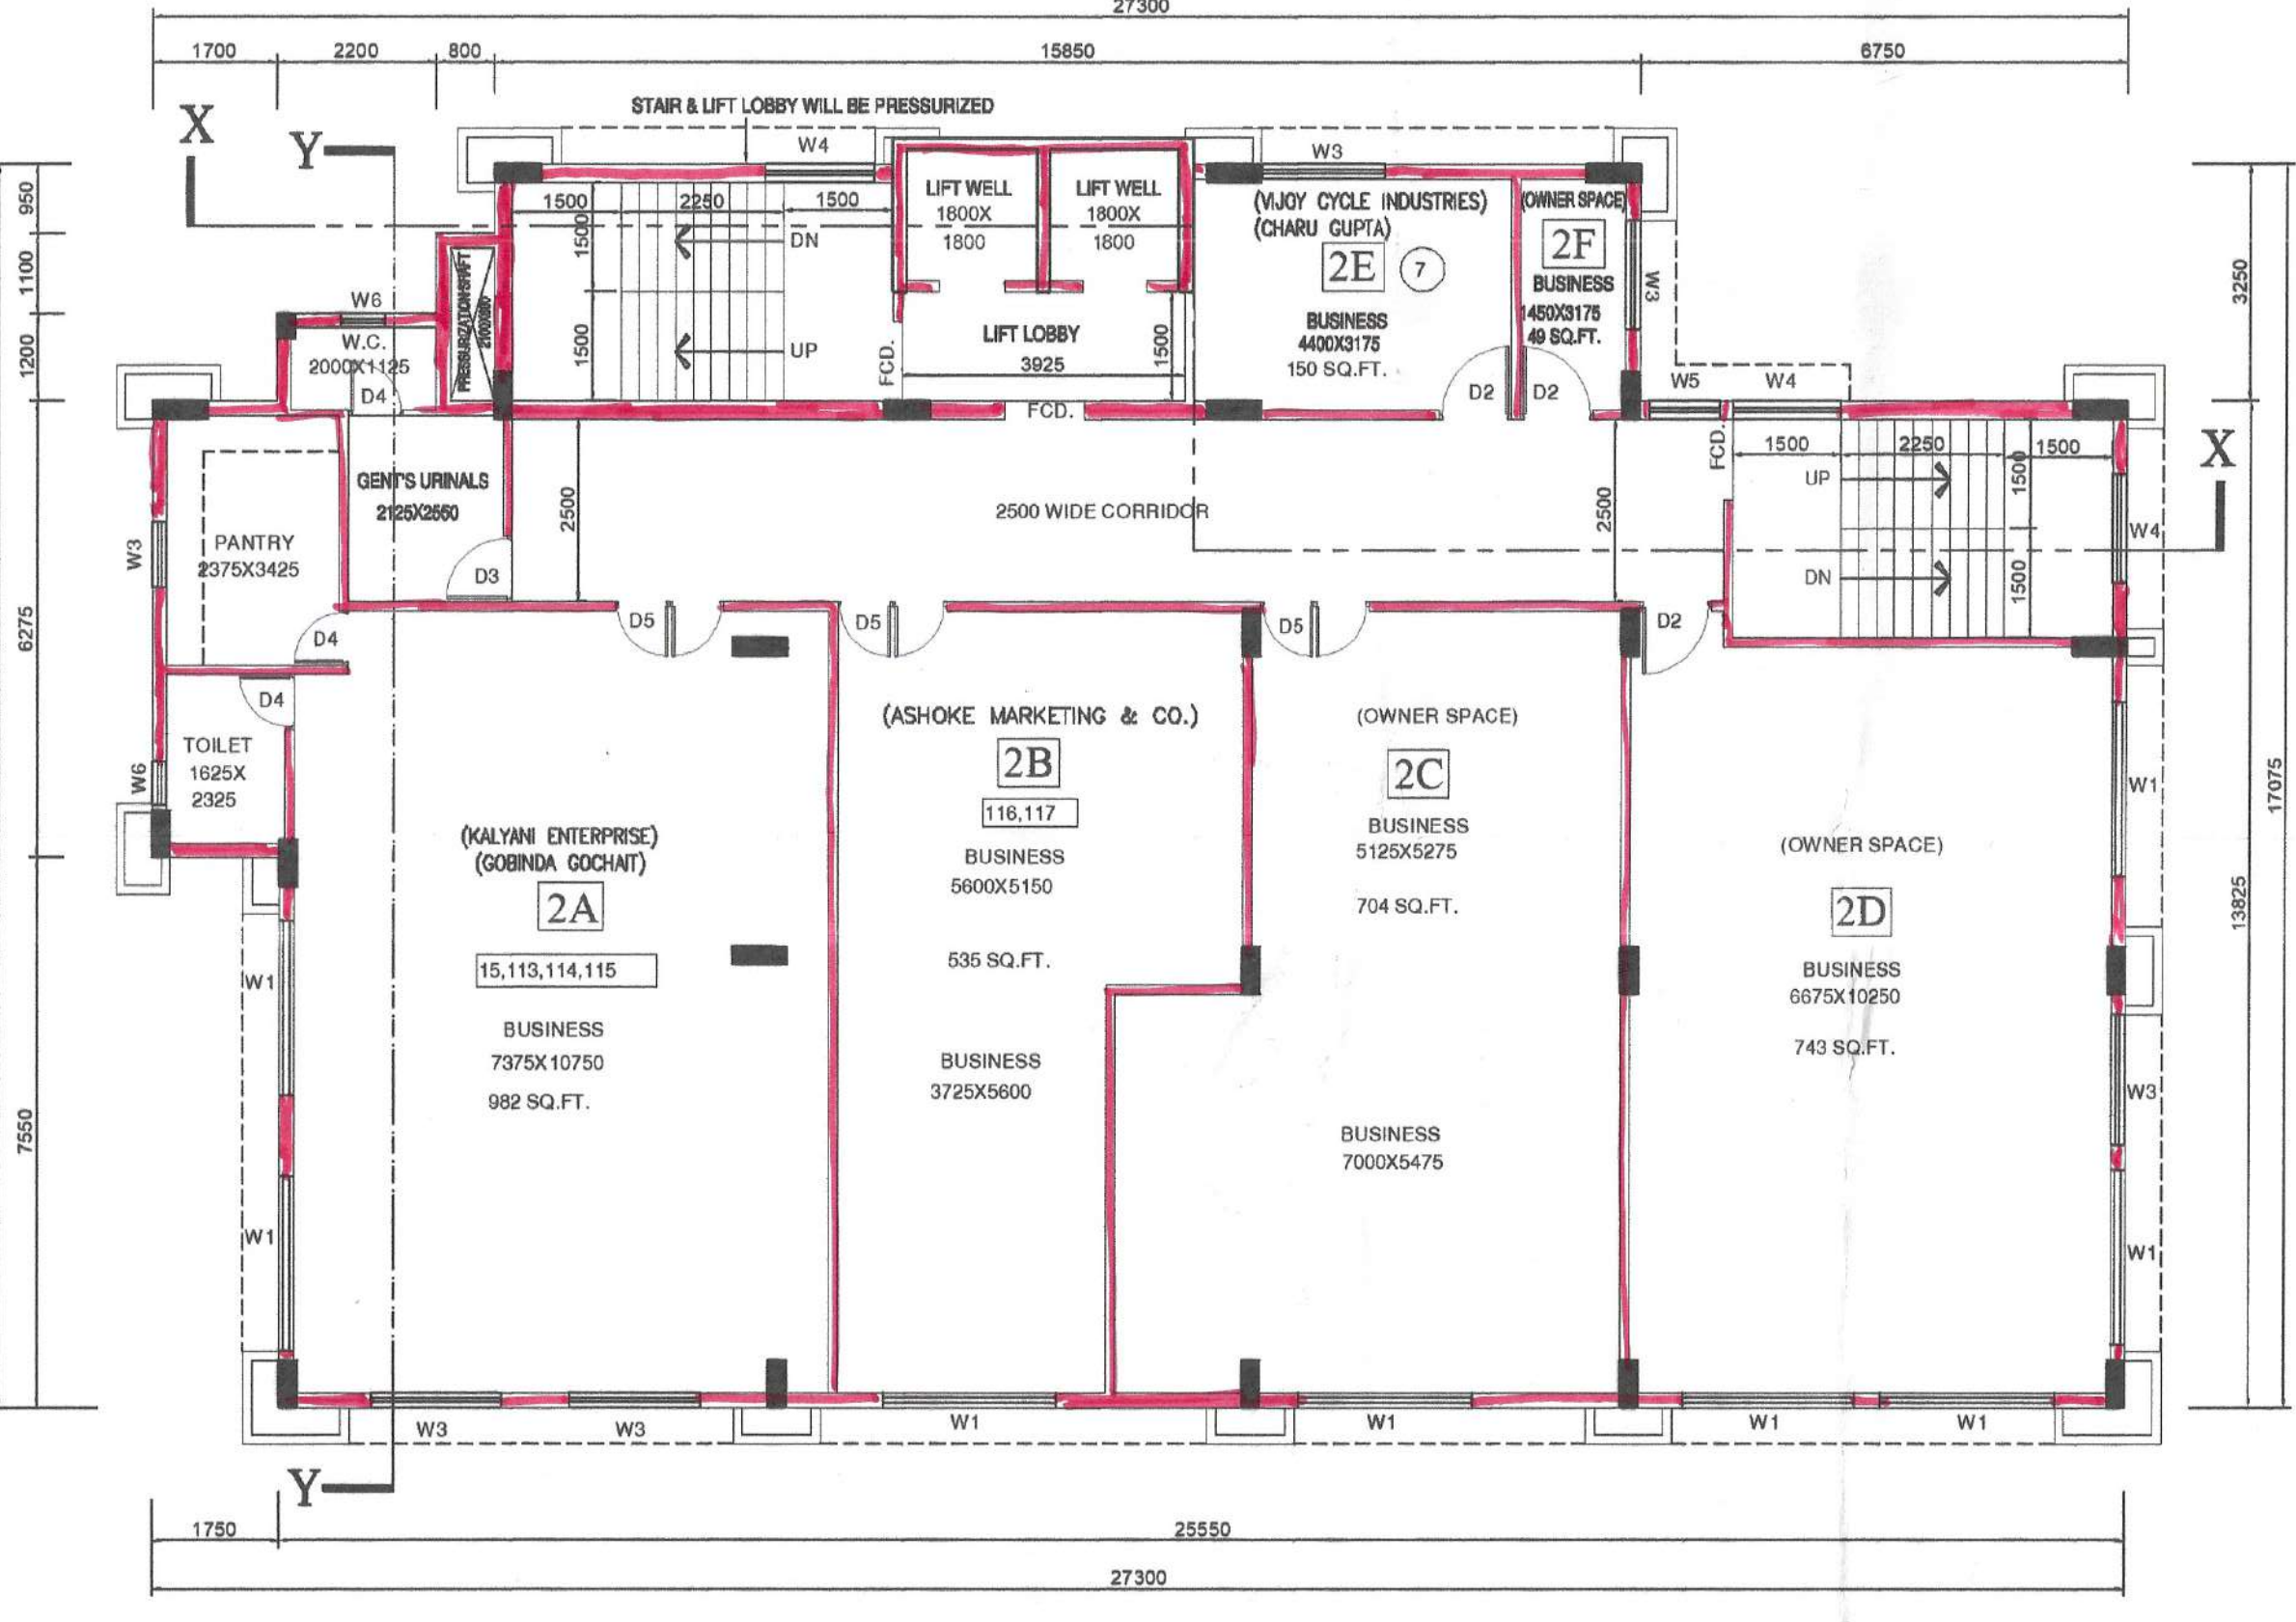 27300
1700
2200
800
15850
6750
STAIR & LIFT LOBBY WILL BE PRESSURIZED
X
Y
W4
W3
950
1100
1200
6275
7550
1500
2250
1500
1500
1500
DN
UP
LIFT WELL
1800X
1800
LIFT WELL
1800X
1800
LIFT LOBBY
3925
1500
FCD.
FCD.
(VIJOY CYCLE INDUSTRIES)
(CHARU GUPTA)
2E
7
BUSINESS
4400X3175
150 SQ.FT.
D2
(OWNER SPACE)
2F
BUSINESS
1450X3175
49 SQ.FT.
D2
W3
3250
W6
W.C.
2000X1125
D4
PRESSURIZATION SHAFT
2100X800
W5
W4
FCD.
1500
2250
1500
1500
1500
UP
DN
W4
X
GENT'S URINALS
2125X2550
D3
PANTRY
2375X3425
W3
D4
2500
2500 WIDE CORRIDOR
2500
D5
D5
D5
D2
D4
TOILET
1625X
2325
W6
(KALYANI ENTERPRISE)
(GOBINDA GOCHAIT)
2A
15,113,114,115
BUSINESS
7375X10750
982 SQ.FT.
(ASHOKE MARKETING & CO.)
2B
116,117
BUSINESS
5600X5150
535 SQ.FT.
BUSINESS
3725X5600
(OWNER SPACE)
2C
BUSINESS
5125X5275
704 SQ.FT.
BUSINESS
7000X5475
(OWNER SPACE)
2D
BUSINESS
6675X10250
743 SQ.FT.
W1
W1
W1
W3
W1
13825
17075
W3
W3
W1
W1
W1
W1
Y
1750
25550
27300